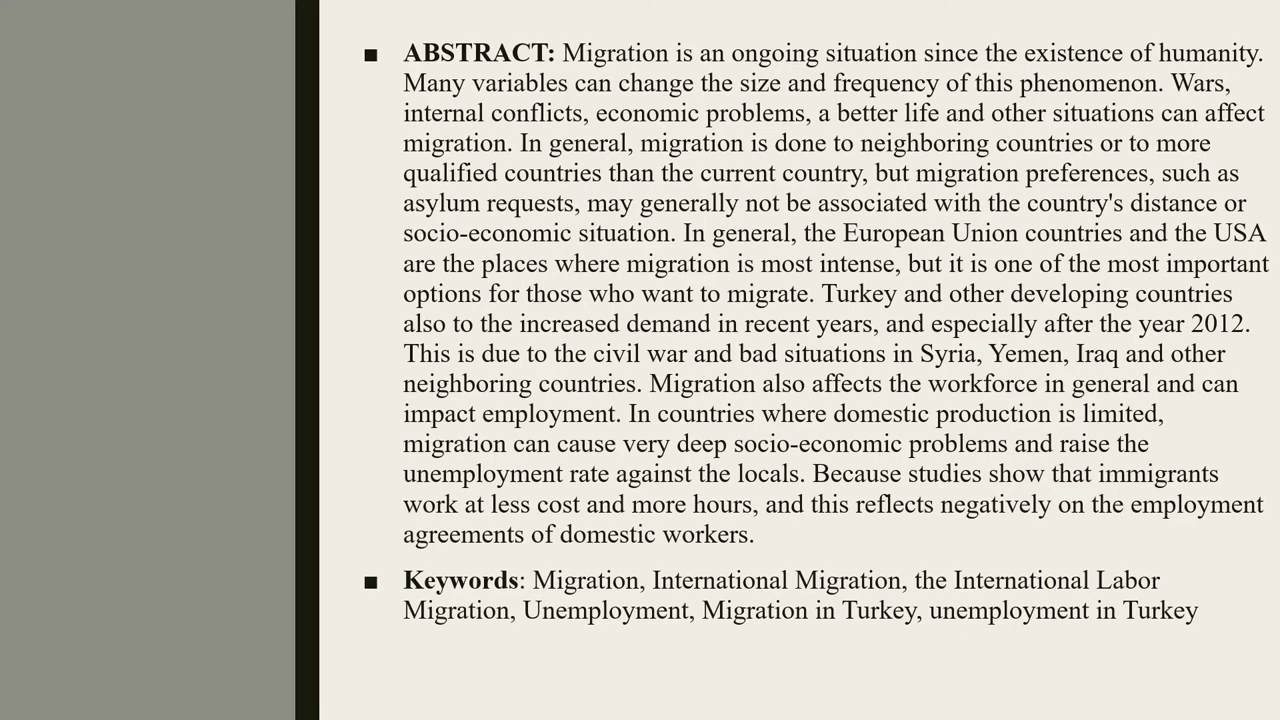 ■ ABSTRACT: Migration is an ongoing situation since the existence of humanity.
Many variables can change the size and frequency of this phenomenon. Wars,
internal conflicts, economic problems, a better life and other situations can affect
migration. In general, migration is done to neighboring countries or to more
qualified countries than the current country, but migration preferences, such as
asylum requests, may generally not be associated with the country's distance or
socio-economic situation. In general, the European Union countries and the USA
are the places where migration is most intense, but it is one of the most important
options for those who want to migrate. Turkey and other developing countries
also to the increased demand in recent years, and especially after the year 2012.
This is due to the civil war and bad situations in Syria, Yemen, Iraq and other
neighboring countries. Migration also affects the workforce in general and can
impact employment. In countries where domestic production is limited,
migration can cause very deep socio-economic problems and raise the
unemployment rate against the locals. Because studies show that immigrants
work at less cost and more hours, and this reflects negatively on the employment
agreements of domestic workers.
■ Keywords: Migration, International Migration, the International Labor
Migration, Unemployment, Migration in Turkey, unemployment in Turkey